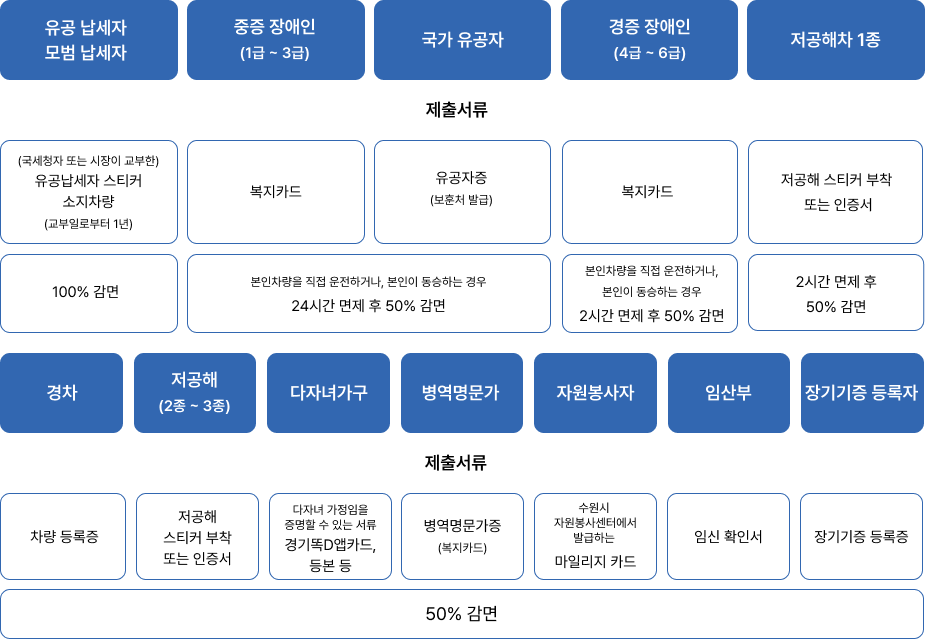 유공 납세자
모범 납세자
중증 장애인
(1급 ~ 3급)
국가 유공자
경증 장애인
(4급 ~ 6급)
저공해차 1종
제출서류
(국세청자 또는 시장이 교부한)
유공납세자 스티커
소지차량
(교부일로부터 1년)
복지카드
유공자증
(보훈처 발급)
복지카드
저공해 스티커 부착
또는 인증서
100% 감면
본인차량을 직접 운전하거나, 본인이 동승하는 경우
24시간 면제 후 50% 감면
본인차량을 직접 운전하거나,
본인이 동승하는 경우
2시간 면제 후 50% 감면
2시간 면제 후
50% 감면
경차
저공해
(2종 ~ 3종)
다자녀가구
병역명문가
자원봉사자
임산부
장기기증 등록자
제출서류
차량 등록증
저공해
스티커 부착
또는 인증서
다자녀 가정임을
증명할 수 있는 서류
경기똑D앱카드,
등본 등
병역명문가증
(복지카드)
수원시
자원봉사센터에서
발급하는
마일리지 카드
임신 확인서
장기기증 등록증
50% 감면